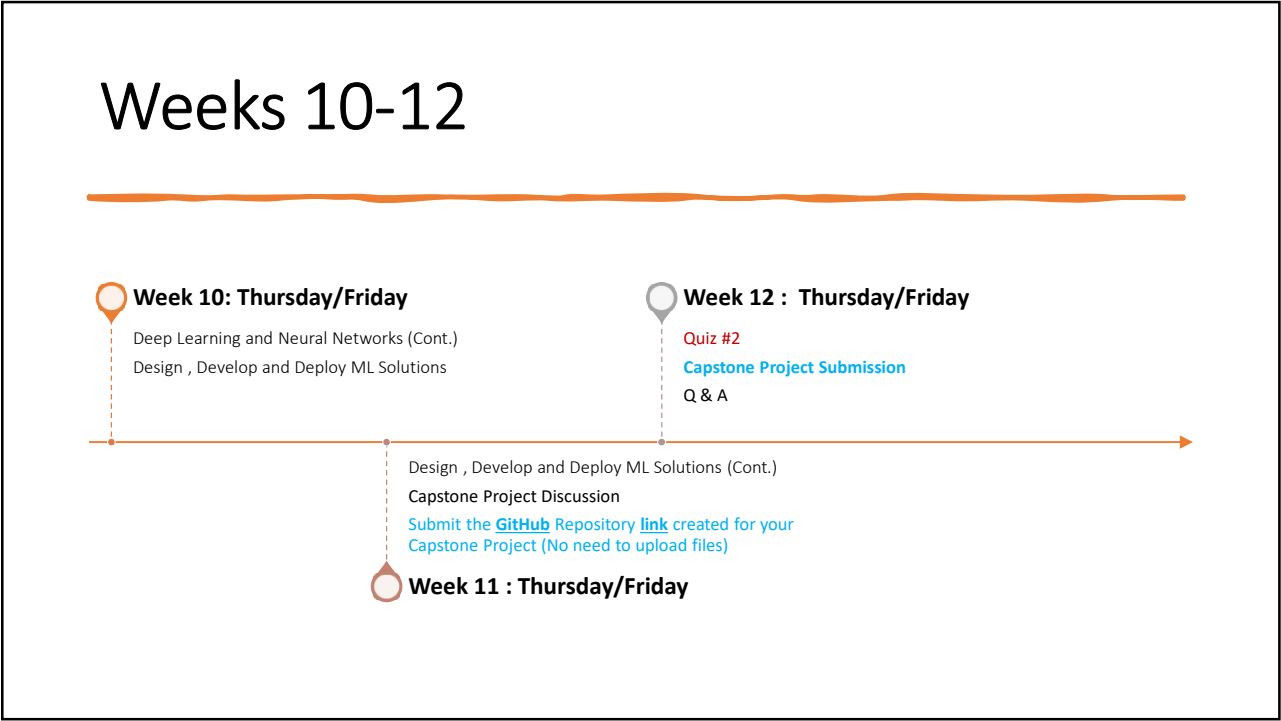 Weeks 10-12
Week 10: Thursday/Friday
Deep Learning and Neural Networks (Cont.)
Design , Develop and Deploy ML Solutions
Week 12 :  Thursday/Friday
Quiz #2
Capstone Project Submission
Q & A
Design , Develop and Deploy ML Solutions (Cont.)
Capstone Project Discussion
Submit the GitHub Repository link created for your
Capstone Project (No need to upload files)
Week 11 : Thursday/Friday